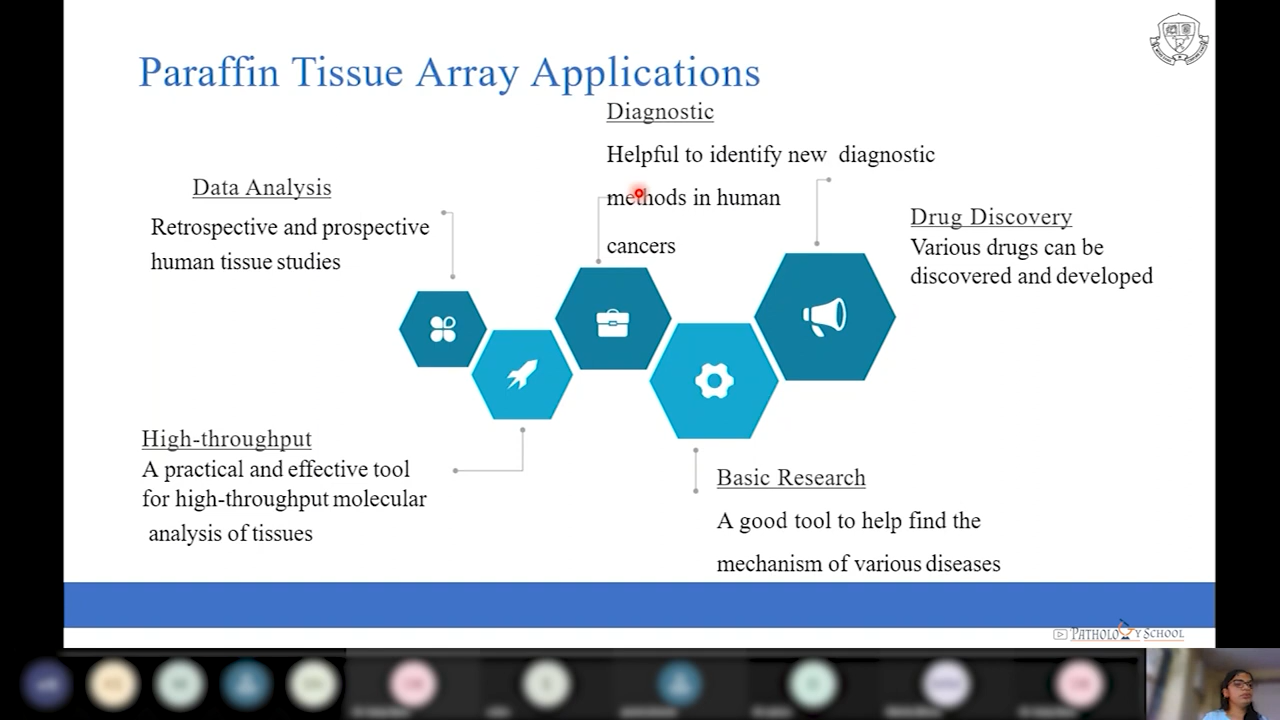 Paraffin Tissue Array Applications
Diagnostic
Helpful to identify new diagnostic
methods in human
cancers
Data Analysis
Retrospective and prospective
human tissue studies
Drug Discovery
Various drugs can be
discovered and developed
High-throughput
A practical and effective tool
for high-throughput molecular
analysis of tissues
Basic Research
A good tool to help find the
mechanism of various diseases
PATHOLOGY SCHOOL